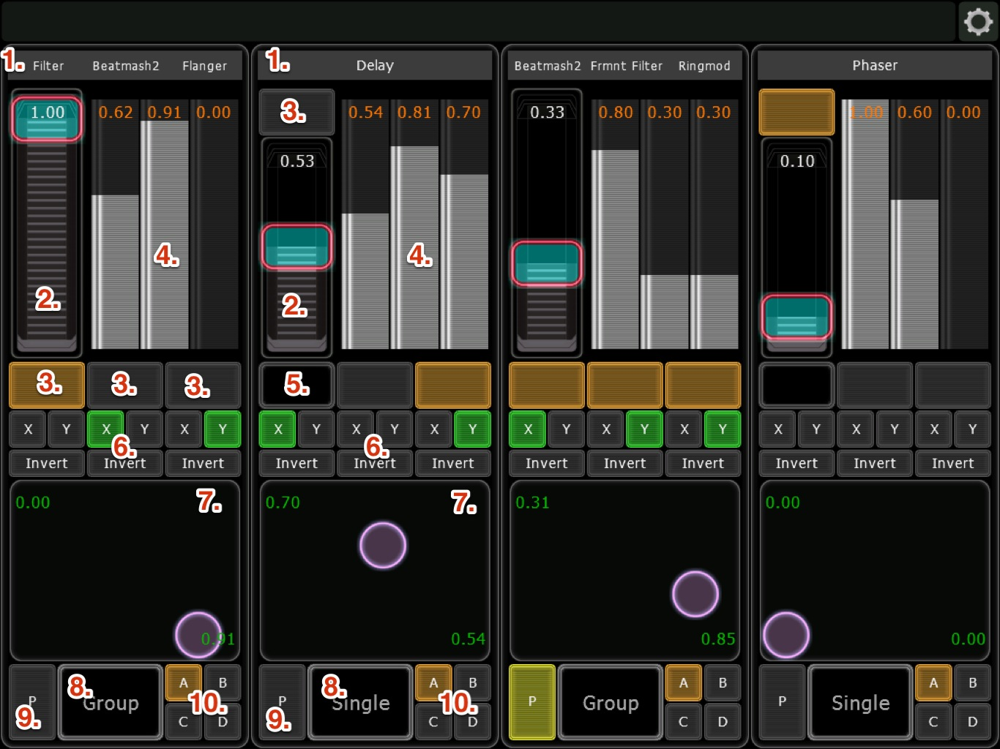 1. Filter Beatmash2 Flanger
1. Delay
Beatmash2 Frmnt Filter Ringmod
Phaser
1.00 0.62 0.91 0.00
3. 0.54 0.81 0.70
0.33 0.80 0.30 0.30
1.00 0.60 0.00
0.53
0.10
4. 4.
2. 2.
3. 3. 3. 5.
X Y X Y X Y
X Y X Y X Y
X Y X Y X Y
X Y X Y X Y
6. 6.
Invert Invert Invert
Invert Invert Invert
Invert Invert Invert
Invert Invert Invert
0.00 7.
0.70 7.
0.31
0.00
0.91
0.54
0.85
0.00
P 9. 8. Group A B C D 10.
P 9. 8. Single A B C D 10.
P Group A B C D
P Single A B C D